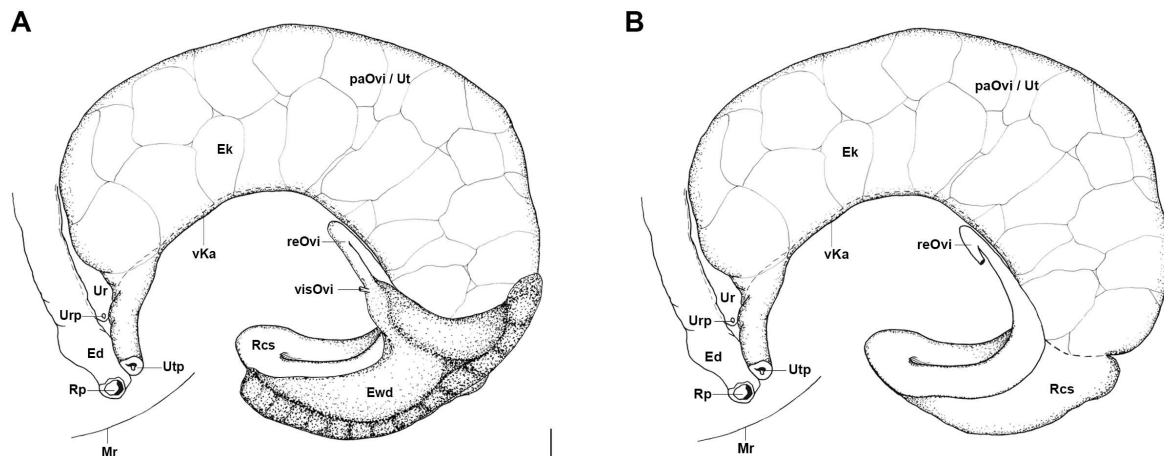 A
paOvi / Ut
Ek
reOvi
vKa
Ur
visOvi
Urp
Rcs
Ed
Utp
Ewd
Rp
Mr
B
paOvi / Ut
Ek
reOvi
vKa
Ur
Urp
Ed
Utp
Rcs
Rp
Mr